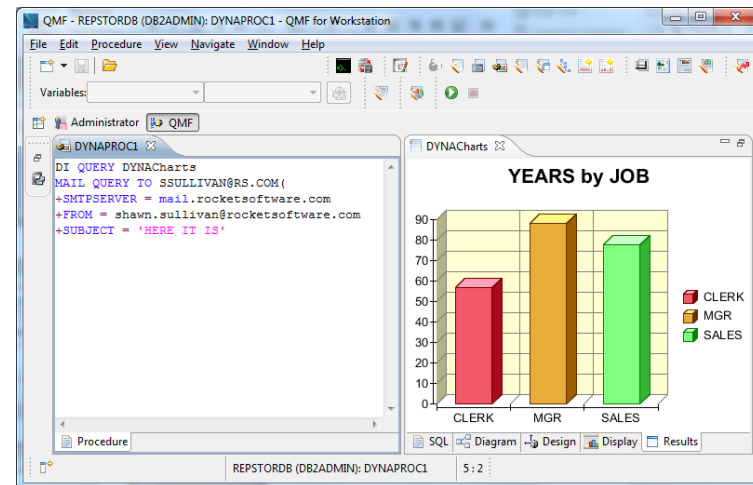 QMF - REPSTORDB (DB2ADMIN): DYNAPROC1 - QMF for Workstation
File Edit Procedure View Navigate Window Help
Variables:
Administrator QMF
DYNAPROC1
DI QUERY DYNACharts
MAIL QUERY TO SSULLIVAN@RS.COM(
+SMTPSERVER = mail.rocketsoftware.com
+FROM = shawn.sullivan@rocketsoftware.com
+SUBJECT = 'HERE IT IS'
Procedure
DYNACharts
YEARS by JOB
90
80
70
60
50
40
30
20
10
0
CLERK MGR SALES
CLERK
MGR
SALES
SQL Diagram Design Display Results
REPSTORDB (DB2ADMIN): DYNAPROC1 5:2